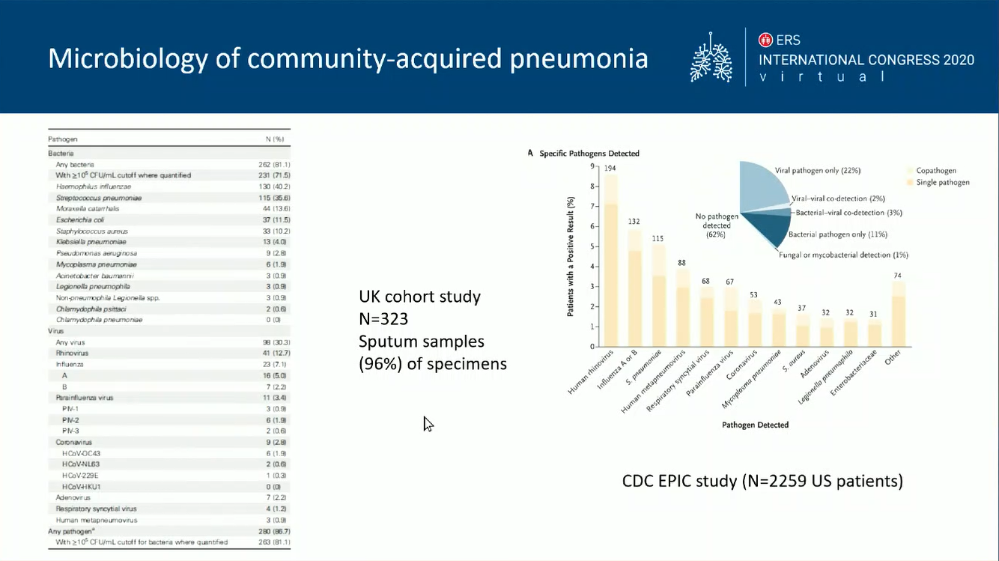 Microbiology of community-acquired pneumonia
ERS
INTERNATIONAL CONGRESS 2020
virtual
Pathogen N (%)
Bacteria
Any bacteria 262 (81.1)
With ≥10⁵ CFU/mL cutoff where quantified 231 (71.5)
Haemophilus influenzae 130 (40.2)
Streptococcus pneumoniae 115 (35.6)
Moraxella catarrhalis 44 (13.6)
Escherichia coli 37 (11.5)
Staphylococcus aureus 33 (10.2)
Klebsiella pneumoniae 13 (4.0)
Pseudomonas aeruginosa 9 (2.8)
Mycoplasma pneumoniae 6 (1.9)
Acinetobacter baumannii 3 (0.9)
Legionella pneumophila 3 (0.9)
Non-pneumophila Legionella spp. 3 (0.9)
Chlamydophila psittaci 2 (0.6)
Chlamydophila pneumoniae 0 (0)
Virus
Any virus 98 (30.3)
Rhinovirus 41 (12.7)
Influenza 23 (7.1)
A 16 (5.0)
B 7 (2.2)
Parainfluenza virus 11 (3.4)
PIV-1 3 (0.9)
PIV-2 6 (1.9)
PIV-3 2 (0.6)
Coronavirus 9 (2.8)
HCoV-OC43 6 (1.9)
HCoV-NL63 2 (0.6)
HCoV-229E 1 (0.3)
HCoV-HKU1 0 (0)
Adenovirus 7 (2.2)
Respiratory syncytial virus 4 (1.2)
Human metapneumovirus 3 (0.9)
Any pathogenᵃ 280 (86.7)
With ≥10⁵ CFU/mL cutoff for bacteria where quantified 263 (81.1)
UK cohort study
N=323
Sputum samples
(96%) of specimens
A Specific Pathogens Detected
Patients with a Positive Result (%)
9
8
7
6
5
4
3
2
1
0
194
132
115
88
68
67
53
43
37
32
32
31
74
Human rhinovirus
Influenza A or B
S. pneumoniae
Human metapneumovirus
Respiratory syncytial virus
Parainfluenza virus
Coronavirus
Mycoplasma pneumoniae
S. aureus
Adenovirus
Legionella pneumophila
Enterobacteriaceae
Other
Pathogen Detected
Viral pathogen only (22%)
Viral–viral co-detection (2%)
Bacterial–viral co-detection (3%)
Bacterial pathogen only (11%)
Fungal or mycobacterial detection (1%)
No pathogen
detected
(62%)
Copathogen
Single pathogen
CDC EPIC study (N=2259 US patients)